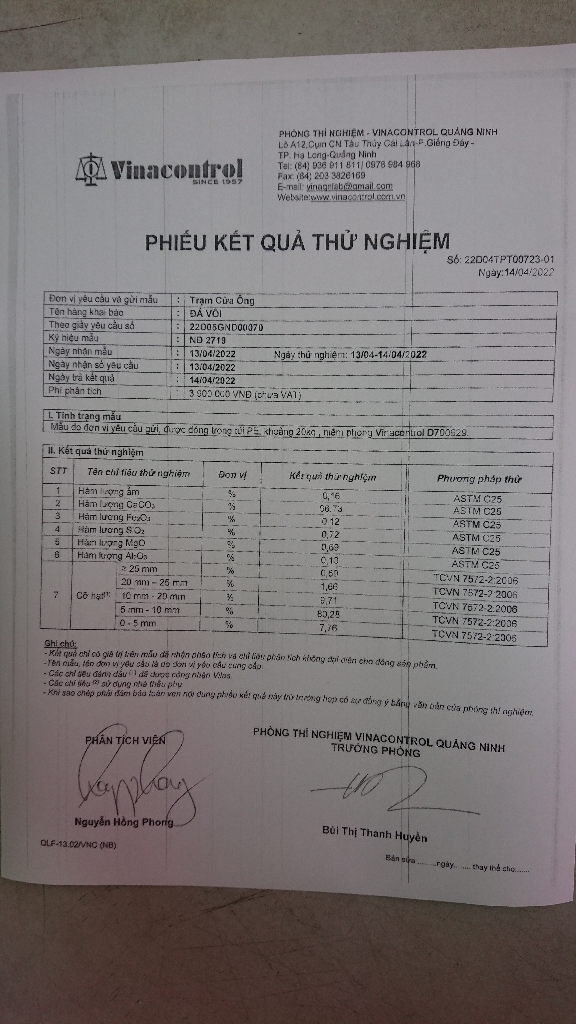 Vinacontrol
SINCE 1957
PHÒNG THÍ NGHIỆM - VINACONTROL QUẢNG NINH
Lô A12,Cụm CN Tàu Thủy Cái Lân-P.Giếng Đáy -
TP. Hạ Long-Quảng Ninh
Tel: (84) 936 911 811/ 0978 984 968
Fax: (84) 203 3826169
E-mail: vinaqnlab@gmail.com
Website:www.vinacontrol.com.vn
PHIẾU KẾT QUẢ THỬ NGHIỆM
Số: 22D04TPT00723-01
Ngày:14/04/2022
Đơn vị yêu cầu và gửi mẫu : Trạm Cửa Ông
Tên hàng khai báo : ĐÁ VÔI
Theo giấy yêu cầu số : 22D05GND00070
Ký hiệu mẫu : NĐ 2719
Ngày nhận mẫu : 13/04/2022 Ngày thử nghiệm: 13/04-14/04/2022
Ngày nhận số yêu cầu : 13/04/2022
Ngày trả kết quả : 14/04/2022
Phí phân tích : 3 900 000 VNĐ (chưa VAT)
I. Tình trạng mẫu
Mẫu do đơn vị yêu cầu gửi, được đóng trong túi PE, khoảng 20kg , niêm phong Vinacontrol D700629.
II. Kết quả thử nghiệm
STT Tên chỉ tiêu thử nghiệm Đơn vị Kết quả thử nghiệm Phương pháp thử
1 Hàm lượng ẩm % 0,16 ASTM C25
2 Hàm lượng CaCO₃ % 96,73 ASTM C25
3 Hàm lượng Fe₂O₃ % 0,12 ASTM C25
4 Hàm lượng SiO₂ % 0,72 ASTM C25
5 Hàm lượng MgO % 0,69 ASTM C25
6 Hàm lượng Al₂O₃ % 0,10 ASTM C25
7 Cỡ hạt⁽¹⁾ ≥ 25 mm % 0,59 TCVN 7572-2:2006
20 mm – 25 mm % 1,66 TCVN 7572-2:2006
10 mm - 20 mm % 9,71 TCVN 7572-2:2006
5 mm - 10 mm % 80,28 TCVN 7572-2:2006
0 - 5 mm % 7,76 TCVN 7572-2:2006
Ghi chú:
- Kết quả chỉ có giá trị trên mẫu đã nhận phân tích và chỉ tiêu phân tích không đại diện cho dòng sản phẩm.
-Tên mẫu, tên đơn vị yêu cầu là do đơn vị yêu cầu cung cấp.
- Các chỉ tiêu đánh dấu đã được công nhận Vilas.
- Các chỉ tiêu ⁽²⁾ sử dụng nhà thầu phụ
- Khi sao chép phải đảm bảo toàn vẹn nội dung phiếu kết quả này trừ trường hợp có sự đồng ý bằng văn bản của phòng thí nghiệm.
PHÂN TÍCH VIÊN
PHÒNG THÍ NGHIỆM VINACONTROL QUẢNG NINH
TRƯỞNG PHÒNG
Nguyễn Hồng Phong
Bùi Thị Thanh Huyền
QLF-13.02/VNC (NB)
Bản sửa .........ngày........ thay thế cho.......